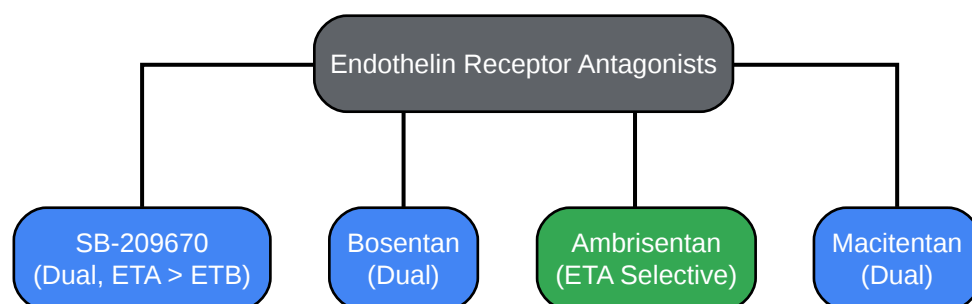 Endothelin Receptor Antagonists
SB-209670
(Dual, ETA > ETB)
Bosentan
(Dual)
Ambrisentan
(ETA Selective)
Macitentan
(Dual)